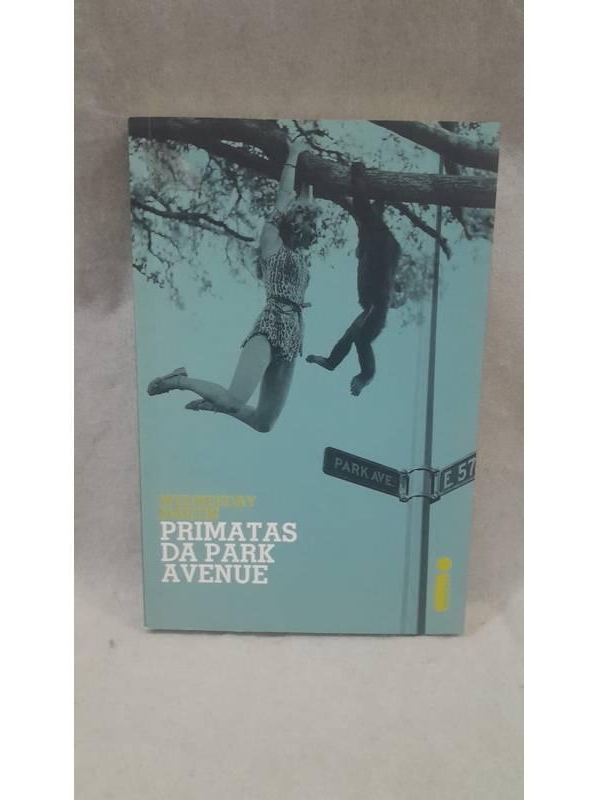 PARK AVE.
E. 57
WEDNESDAY
MARTIN
PRIMATAS
DA PARK
AVENUE